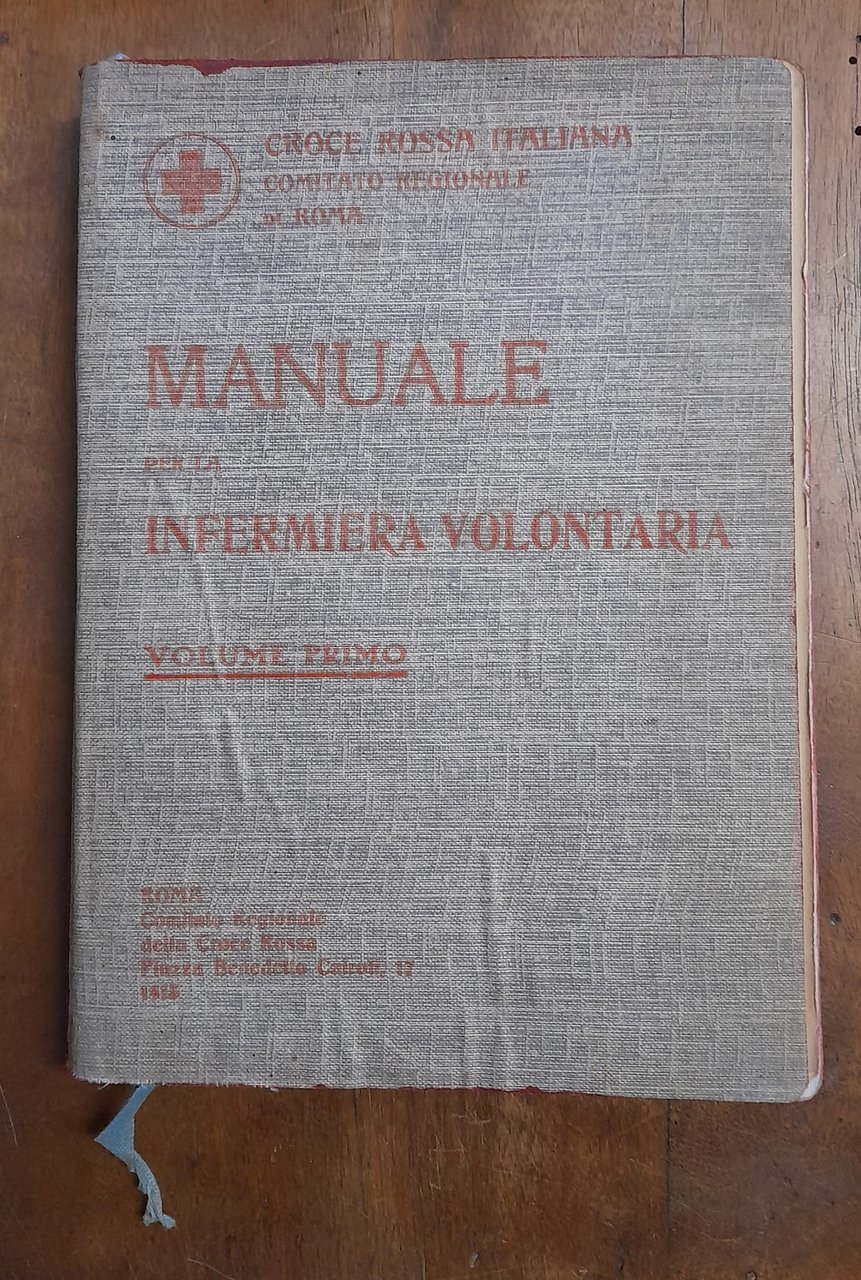 CROCE ROSSA ITALIANA
COMITATO REGIONALE
DI ROMA
MANUALE
PER LA
INFERMIERA VOLONTARIA
VOLUME PRIMO
ROMA
Comitato Regionale
della Croce Rossa
Piazza Benedetto Cairoli, 17